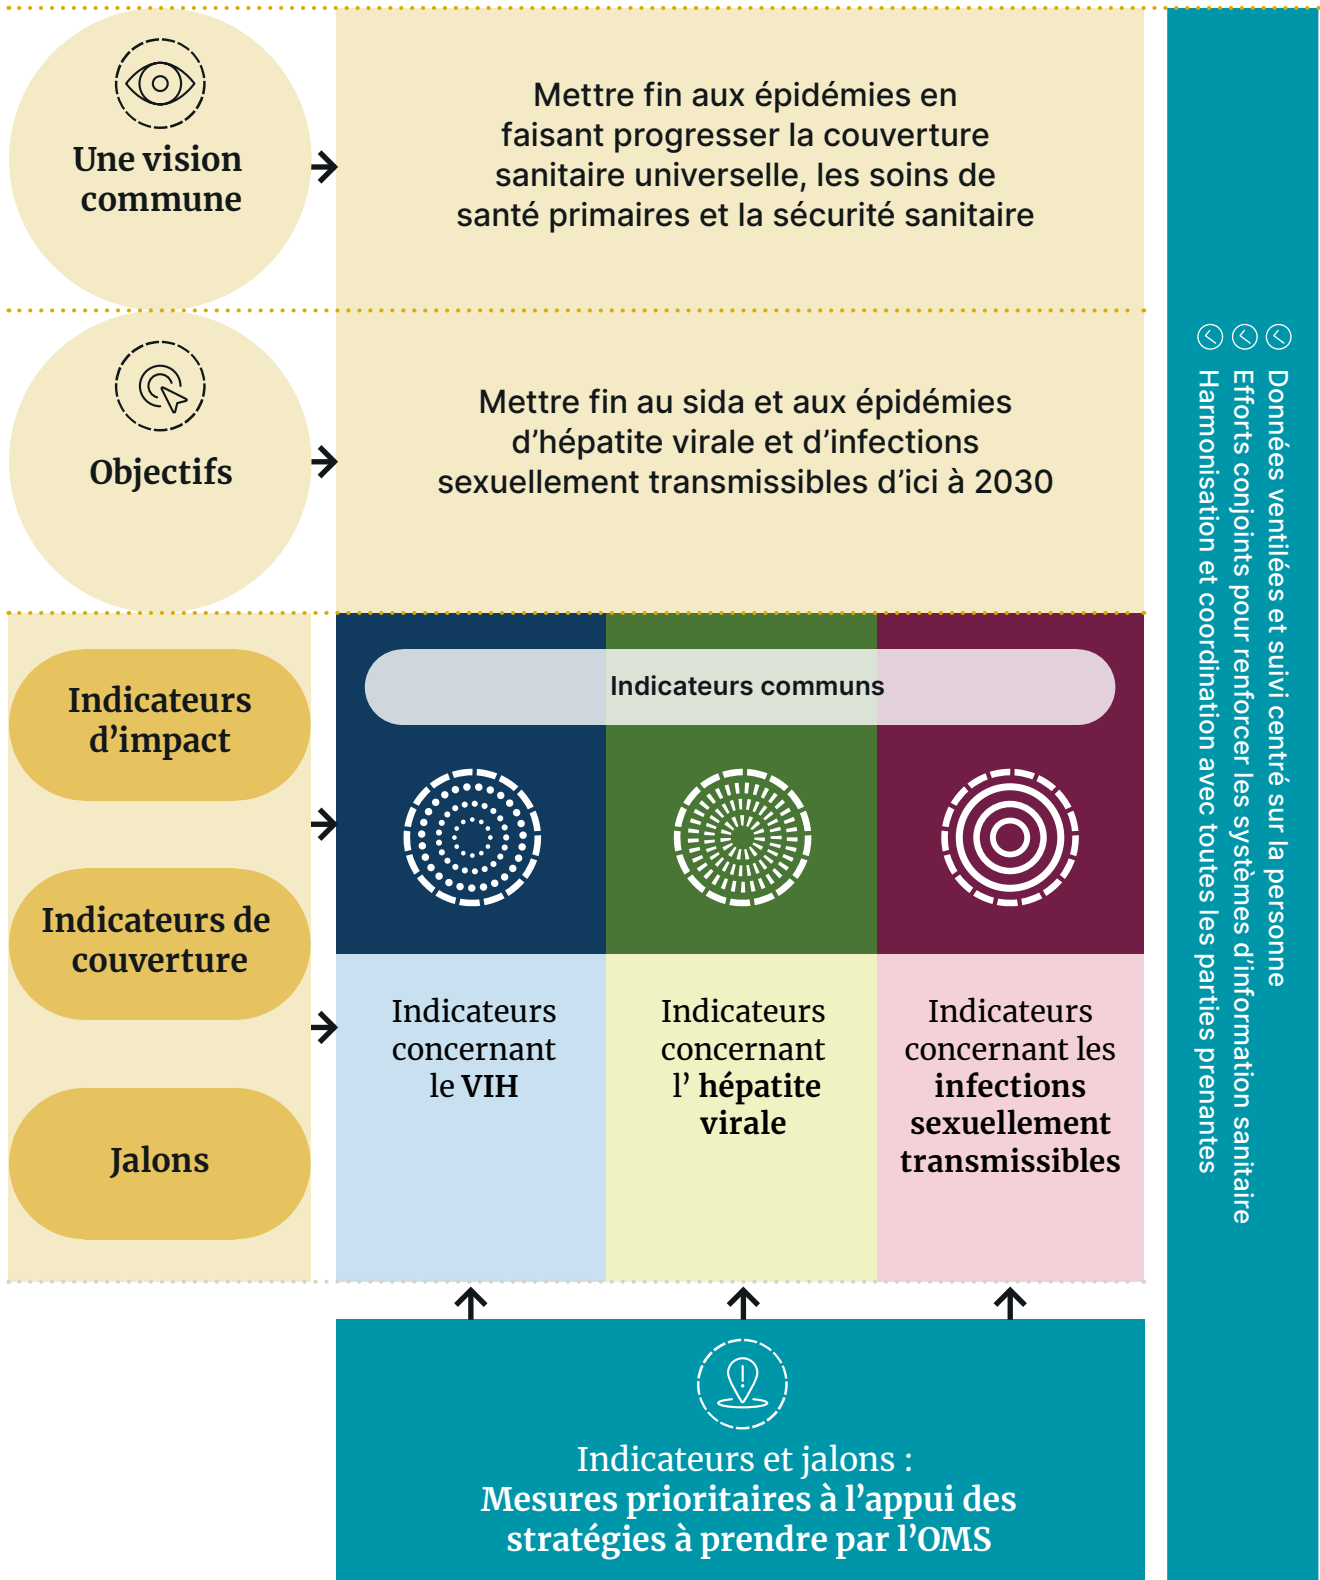 Une vision
commune
Mettre fin aux épidémies en
faisant progresser la couverture
sanitaire universelle, les soins de
santé primaires et la sécurité sanitaire
Objectifs
Mettre fin au sida et aux épidémies
d’hépatite virale et d’infections
sexuellement transmissibles d’ici à 2030
Indicateurs
d’impact
Indicateurs de
couverture
Jalons
Indicateurs communs
Indicateurs
concernant
le VIH
Indicateurs
concernant
l’ hépatite
virale
Indicateurs
concernant les
infections
sexuellement
transmissibles
Indicateurs et jalons :
Mesures prioritaires à l’appui des
stratégies à prendre par l’OMS
Données ventilées et suivi centré sur la personne
Efforts conjoints pour renforcer les systèmes d’information sanitaire
Harmonisation et coordination avec toutes les parties prenantes